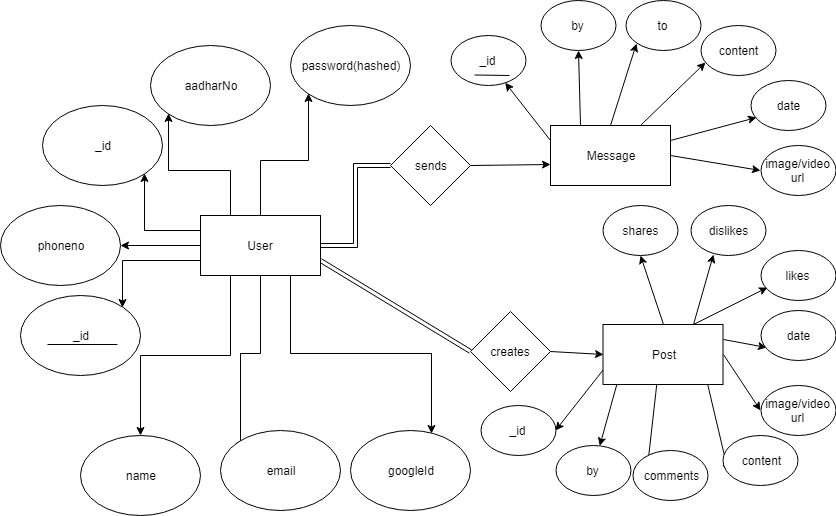 by
to
_id
content
password(hashed)
aadharNo
date
_id
Message
sends
image/video
url
shares
dislikes
phoneno
User
likes
_id
date
creates
Post
image/video
url
_id
content
by
comments
name
email
googleId